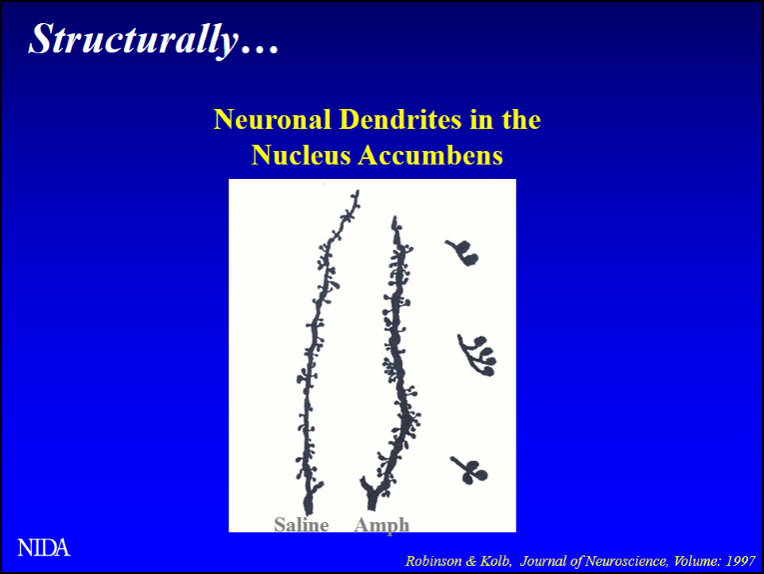 Structurally…
Neuronal Dendrites in the
Nucleus Accumbens
Saline Amph
NIDA
Robinson & Kolb, Journal of Neuroscience, Volume: 1997